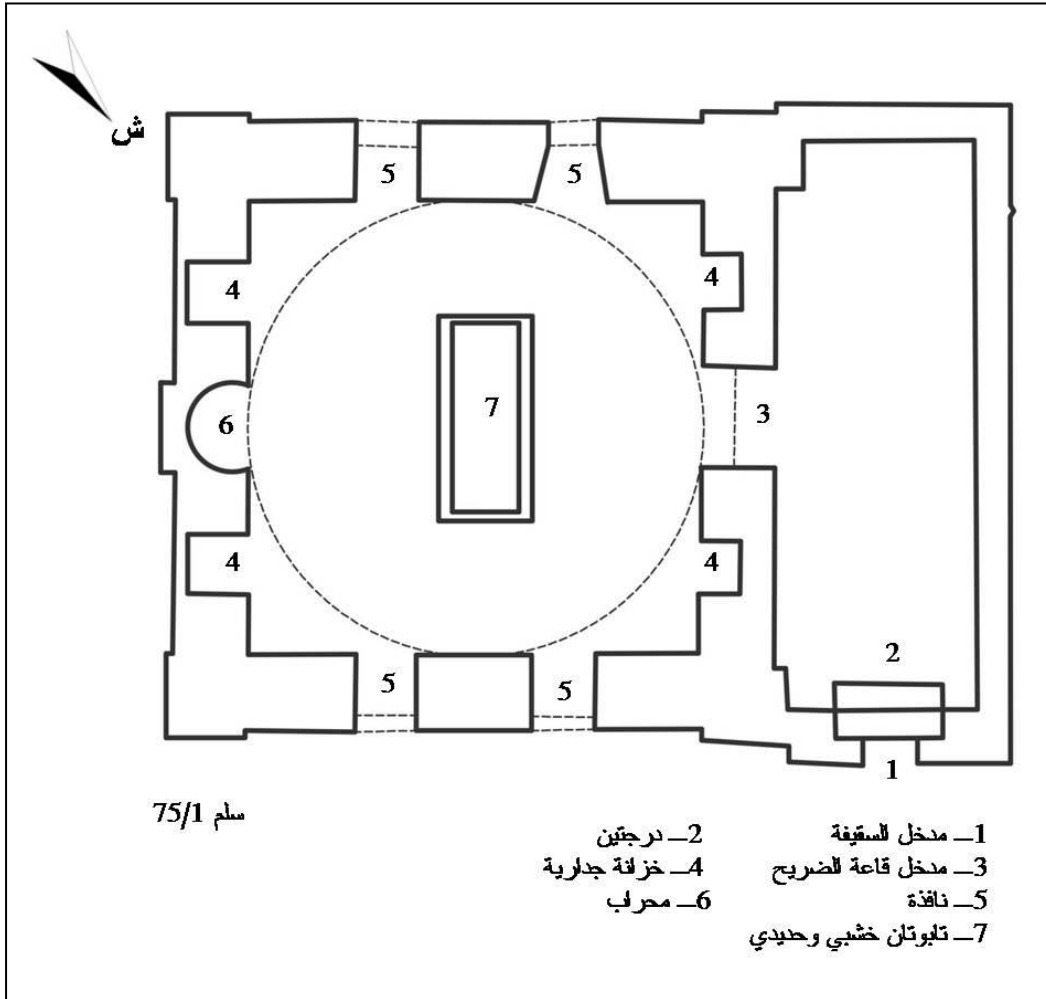 ش
5 5
4 4
3
6 7
4 4
2
5 5
1
سلم 75/1
1ـ مدخل للسقيفة 2ـ درجتين
3ـ مدخل قاعة الضريح 4ـ خزانة جدارية
5ـ نافذة 6ـ محراب
7ـ تابوتان خشبي وحديدي